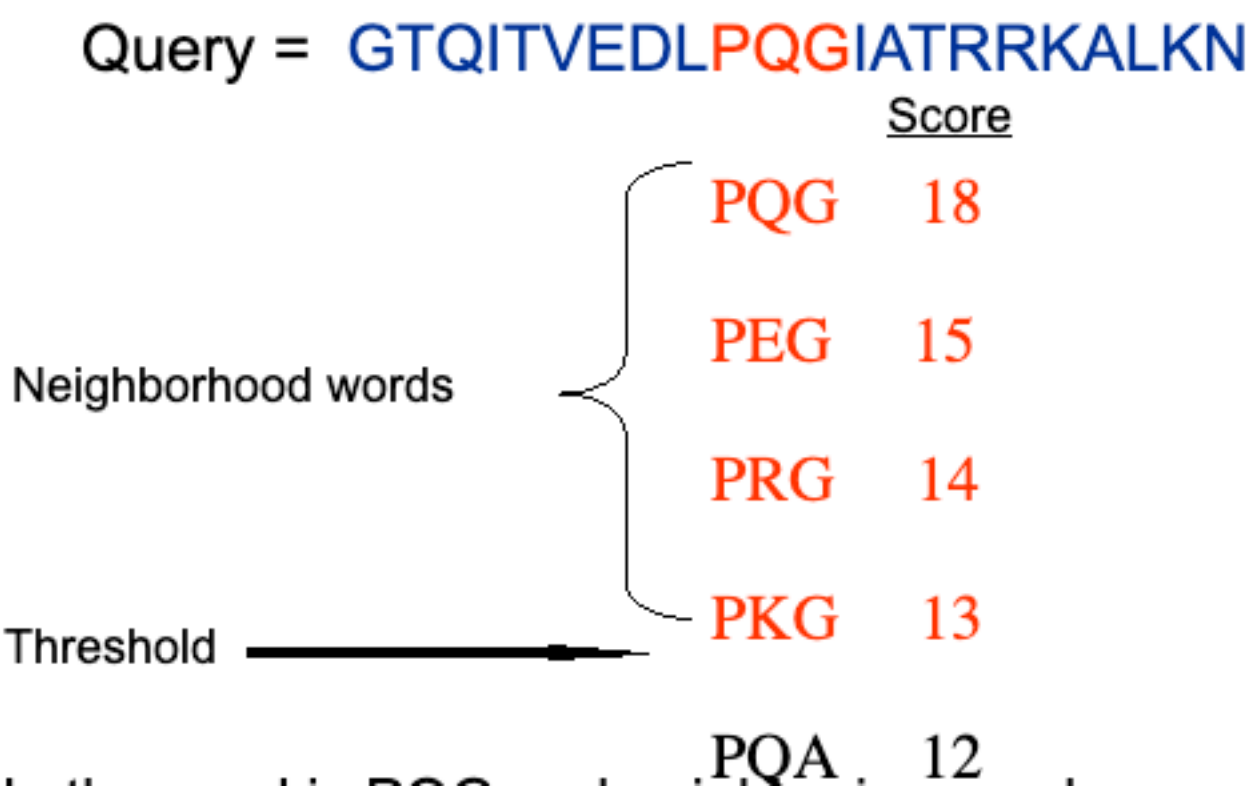 Query = GTQITVEDLPQGIATRRKALKN
Score
PQG 18
PEG 15
Neighborhood words
PRG 14
PKG 13
Threshold
PQA 12